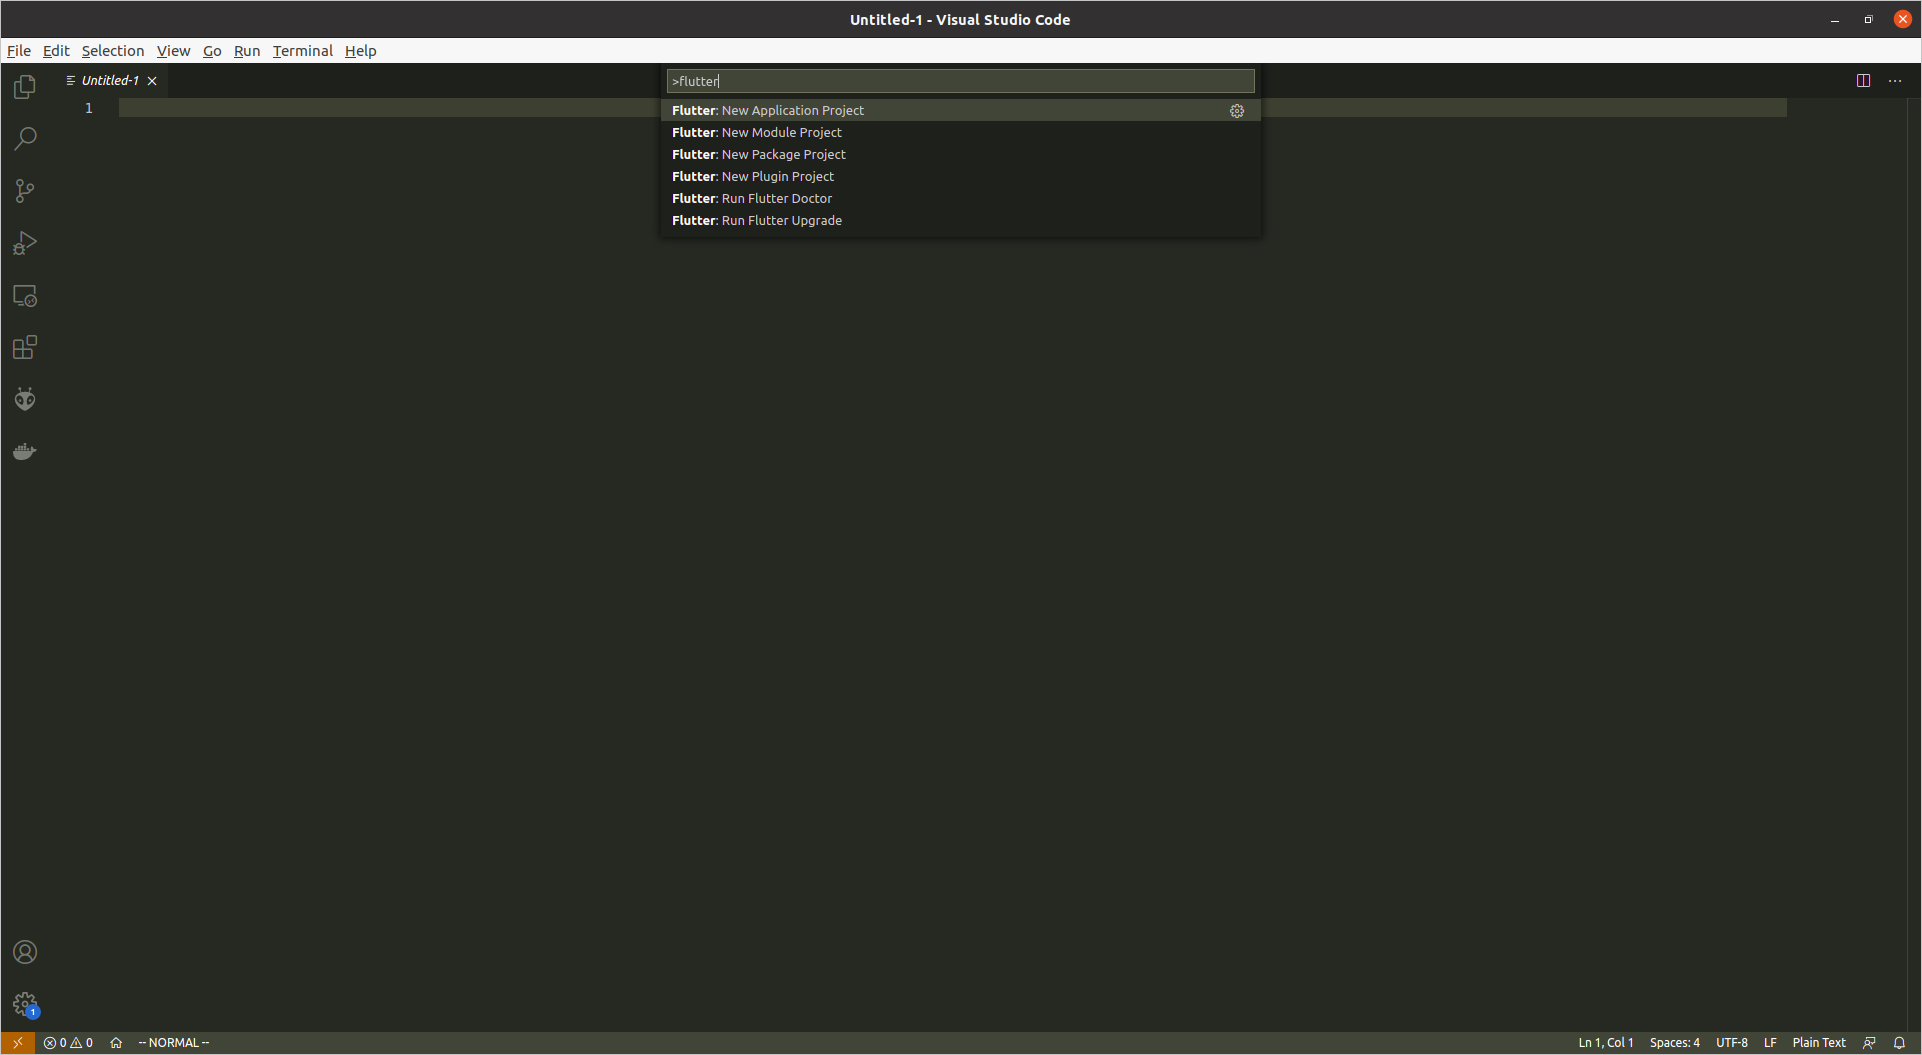 Untitled-1 - Visual Studio Code
File Edit Selection View Go Run Terminal Help
Untitled-1
>flutter
1
Flutter: New Application Project
Flutter: New Module Project
Flutter: New Package Project
Flutter: New Plugin Project
Flutter: Run Flutter Doctor
Flutter: Run Flutter Upgrade
1
0 0 -- NORMAL -- Ln 1, Col 1 Spaces: 4 UTF-8 LF Plain Text